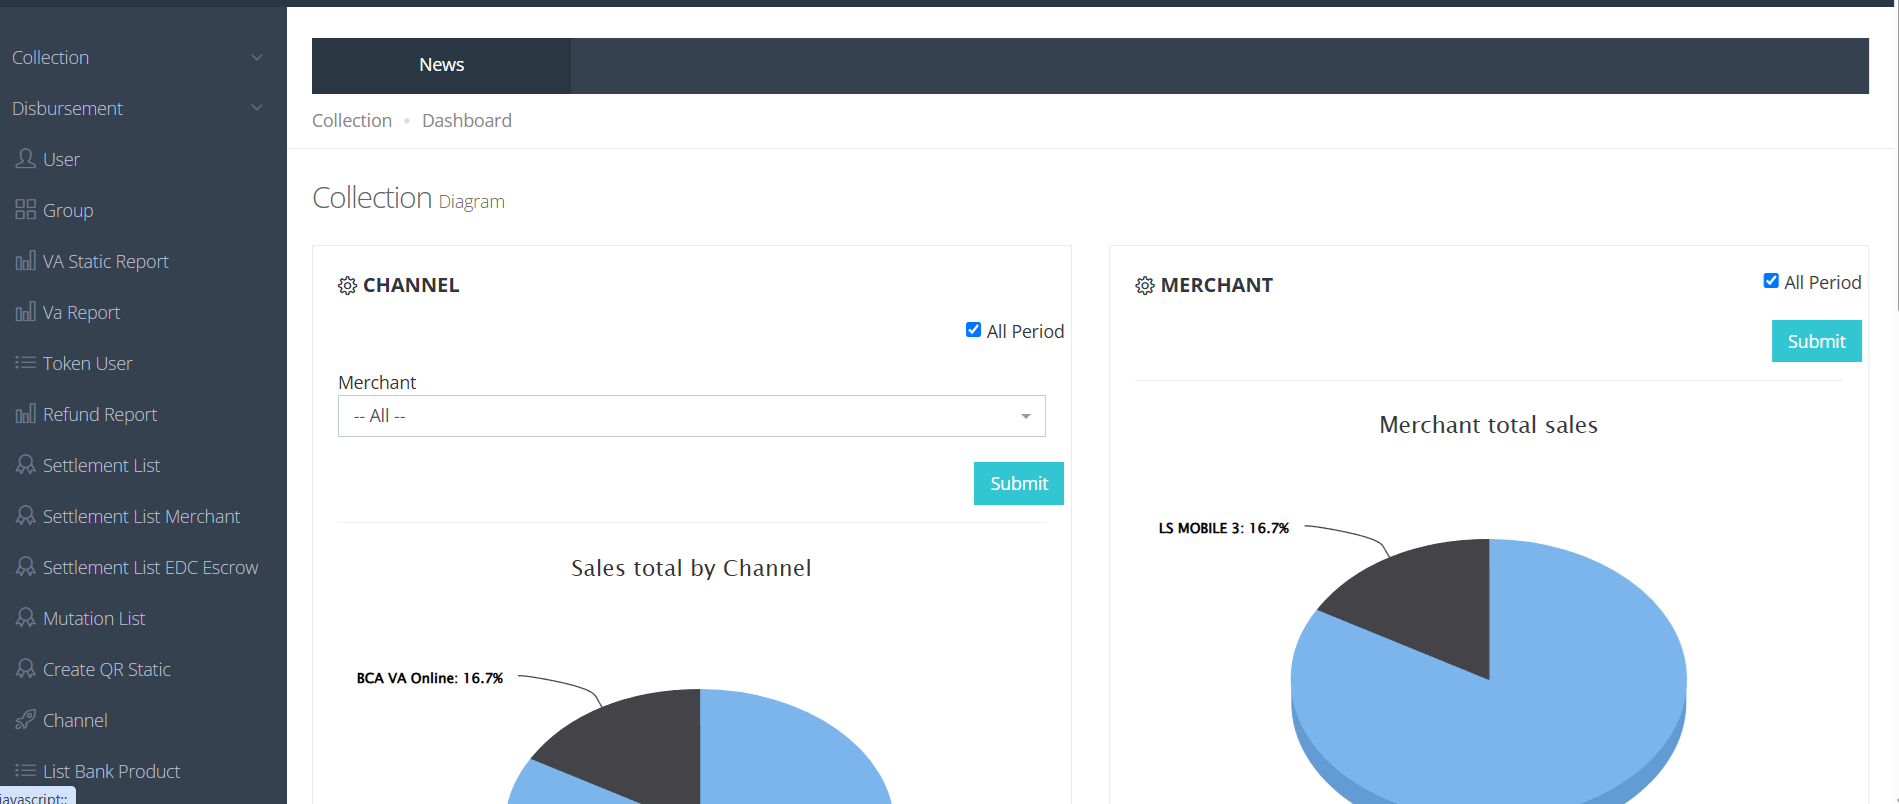 Collection
Disbursement
User
Group
VA Static Report
Va Report
Token User
Refund Report
Settlement List
Settlement List Merchant
Settlement List EDC Escrow
Mutation List
Create QR Static
Channel
List Bank Product
javascript:;
News
Collection • Dashboard
Collection Diagram
CHANNEL
All Period
Merchant
-- All --
Submit
Sales total by Channel
BCA VA Online: 16.7%
MERCHANT
All Period
Submit
Merchant total sales
LS MOBILE 3: 16.7%